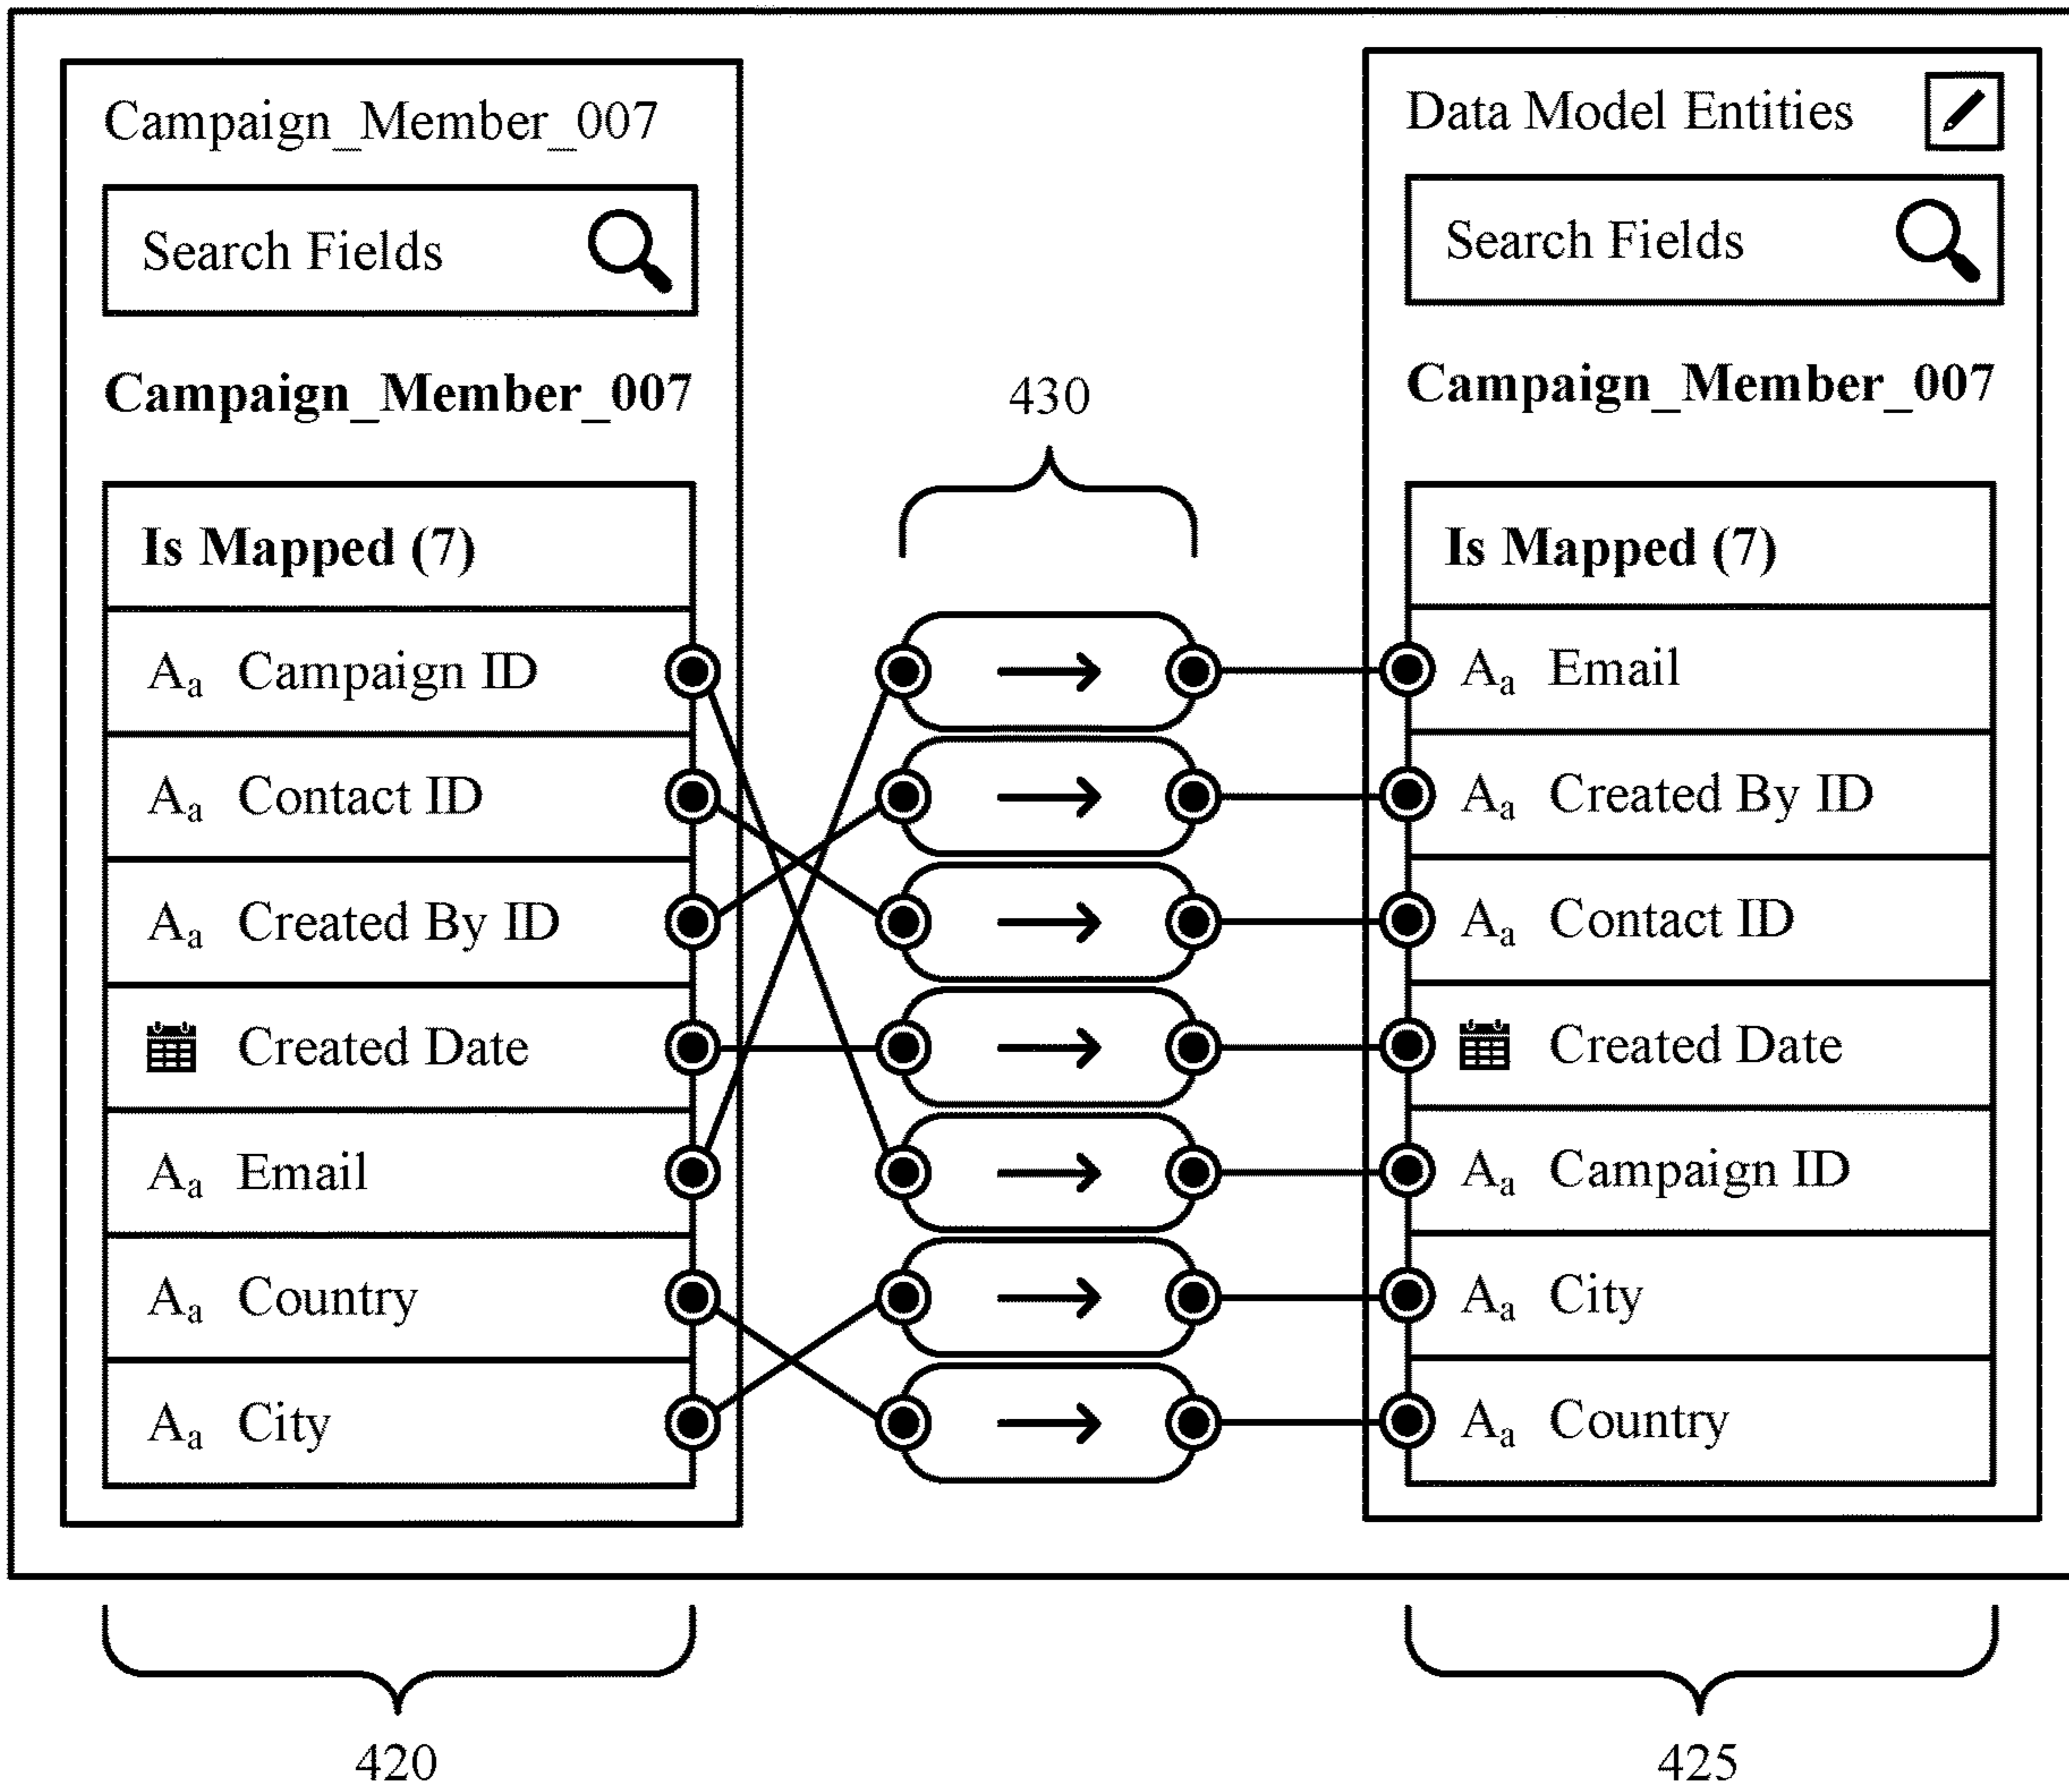 Campaign_Member_007
Search Fields
Campaign_Member_007
Is Mapped (7)
Aa Campaign ID
Aa Contact ID
Aa Created By ID
Created Date
Aa Email
Aa Country
Aa City
420
430
Data Model Entities
Search Fields
Campaign_Member_007
Is Mapped (7)
Aa Email
Aa Created By ID
Aa Contact ID
Created Date
Aa Campaign ID
Aa City
Aa Country
425